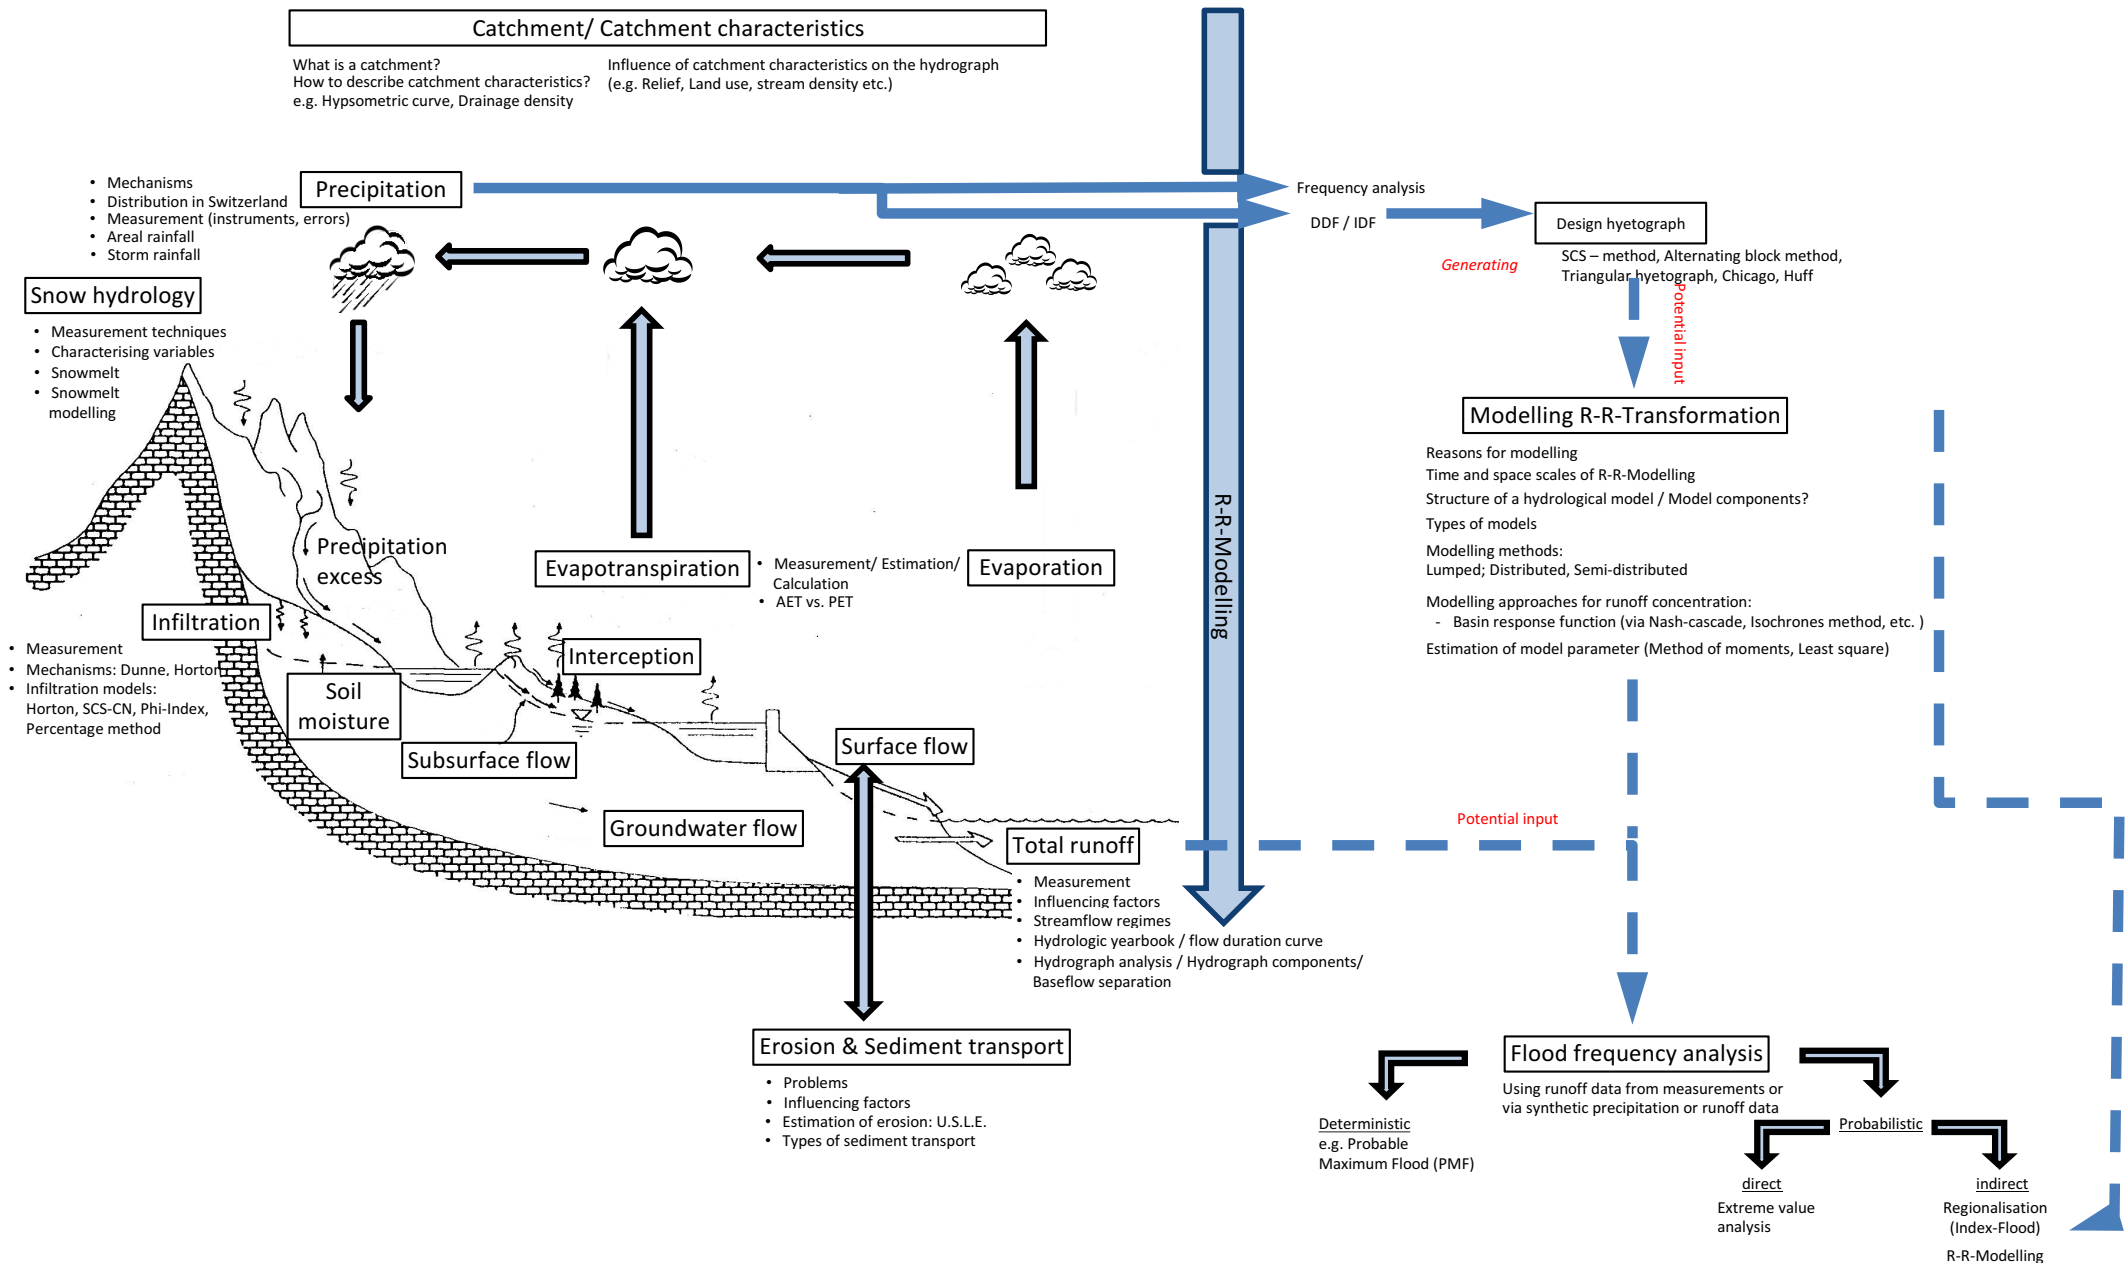 Catchment/ Catchment characteristics
What is a catchment?
How to describe catchment characteristics?
e.g. Hypsometric curve, Drainage density
Influence of catchment characteristics on the hydrograph
(e.g. Relief, Land use, stream density etc.)
• Mechanisms
• Distribution in Switzerland
• Measurement (instruments, errors)
• Areal rainfall
• Storm rainfall
Precipitation
Frequency analysis
DDF / IDF
Design hyetograph
Generating
SCS – method, Alternating block method,
Triangular hyetograph, Chicago, Huff
Potential input
Snow hydrology
• Measurement techniques
• Characterising variables
• Snowmelt
• Snowmelt
modelling
Modelling R-R-Transformation
Reasons for modelling
Time and space scales of R-R-Modelling
Structure of a hydrological model / Model components?
Types of models
Modelling methods:
Lumped; Distributed, Semi-distributed
Modelling approaches for runoff concentration:
- Basin response function (via Nash-cascade, Isochrones method, etc. )
Estimation of model parameter (Method of moments, Least square)
R-R-Modelling
Precipitation
excess
Evapotranspiration
• Measurement/ Estimation/
Calculation
• AET vs. PET
Evaporation
Infiltration
• Measurement
• Mechanisms: Dunne, Horton
• Infiltration models:
Horton, SCS-CN, Phi-Index,
Percentage method
Interception
Soil
moisture
Subsurface flow
Surface flow
Groundwater flow
Total runoff
• Measurement
• Influencing factors
• Streamflow regimes
• Hydrologic yearbook / flow duration curve
• Hydrograph analysis / Hydrograph components/
Baseflow separation
Potential input
Erosion & Sediment transport
• Problems
• Influencing factors
• Estimation of erosion: U.S.L.E.
• Types of sediment transport
Flood frequency analysis
Using runoff data from measurements or
via synthetic precipitation or runoff data
Deterministic
e.g. Probable
Maximum Flood (PMF)
Probabilistic
direct
Extreme value
analysis
indirect
Regionalisation
(Index-Flood)
R-R-Modelling